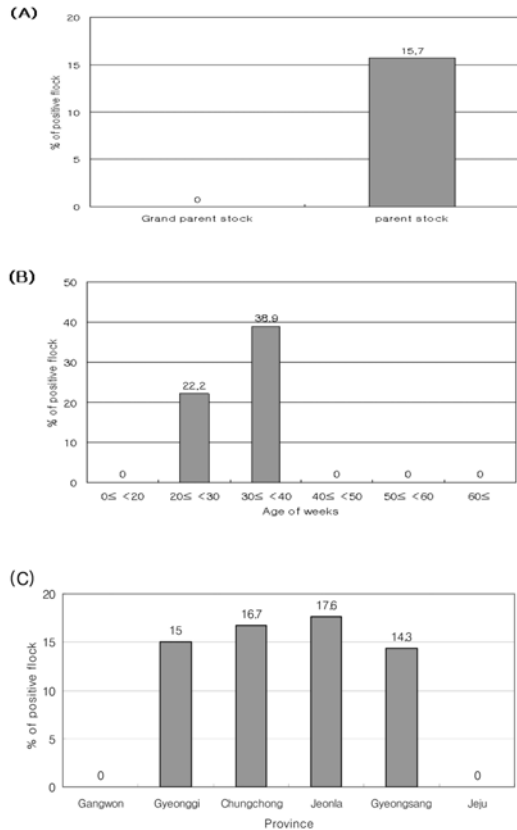 (A)
% of positive flock
20
15
10
5
0
0
15.7
Grand parent stock parent stock
(B)
% of positive flock
50
40
30
20
10
0
0 22.2 38.9 0 0 0
0≤ <20 20≤ <30 30≤ <40 40≤ <50 50≤ <60 60≤
Age of weeks
(C)
% of positive flock
20
15
10
5
0
0 15 16.7 17.6 14.3 0
Gangwon Gyeonggi Chungchong Jeonla Gyeongsang Jeju
Province